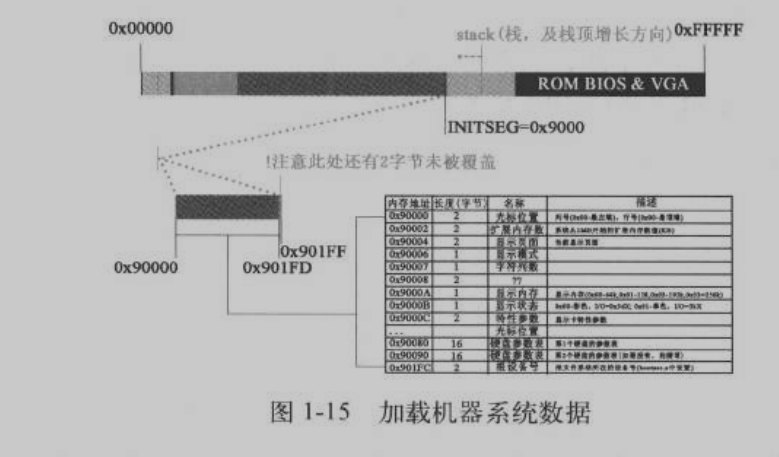 0x00000
stack(栈，及栈顶增长方向) 0xFFFFF
ROM BIOS & VGA
INITSEG=0x9000
!注意此处还有2字节未被覆盖
0x901FF
0x90000 0x901FD
内存地址 长度(字节) 名称 描述
0x90000 2 光标位置 列号(0x00-最左端)，行号(0x00-最顶端)
0x90002 2 扩展内存数 系统从1M开始的扩展内存数值(KB)
0x90004 2 显示页面 当前显示页面
0x90006 1 显示模式
0x90007 1 字符列数
0x90008 2 ??
0x9000A 1 显示内存 显示内存(0x00-64k,0x01-128k,0x02-192k,0x03=256k)
0x9000B 1 显示状态 0x00-彩色，I/O=0x3dX; 0x01-单色，I/O=3bX
0x9000C 2 特性参数 显示卡特性参数
... 光标位置
0x90080 16 硬盘参数表 第1个硬盘的参数表
0x90090 16 硬盘参数表 第2个硬盘的参数表(如果没有，则清零)
0x901FC 2 根设备号 根文件系统所在的设备号(bootsec.s中设置)
图 1-15 加载机器系统数据